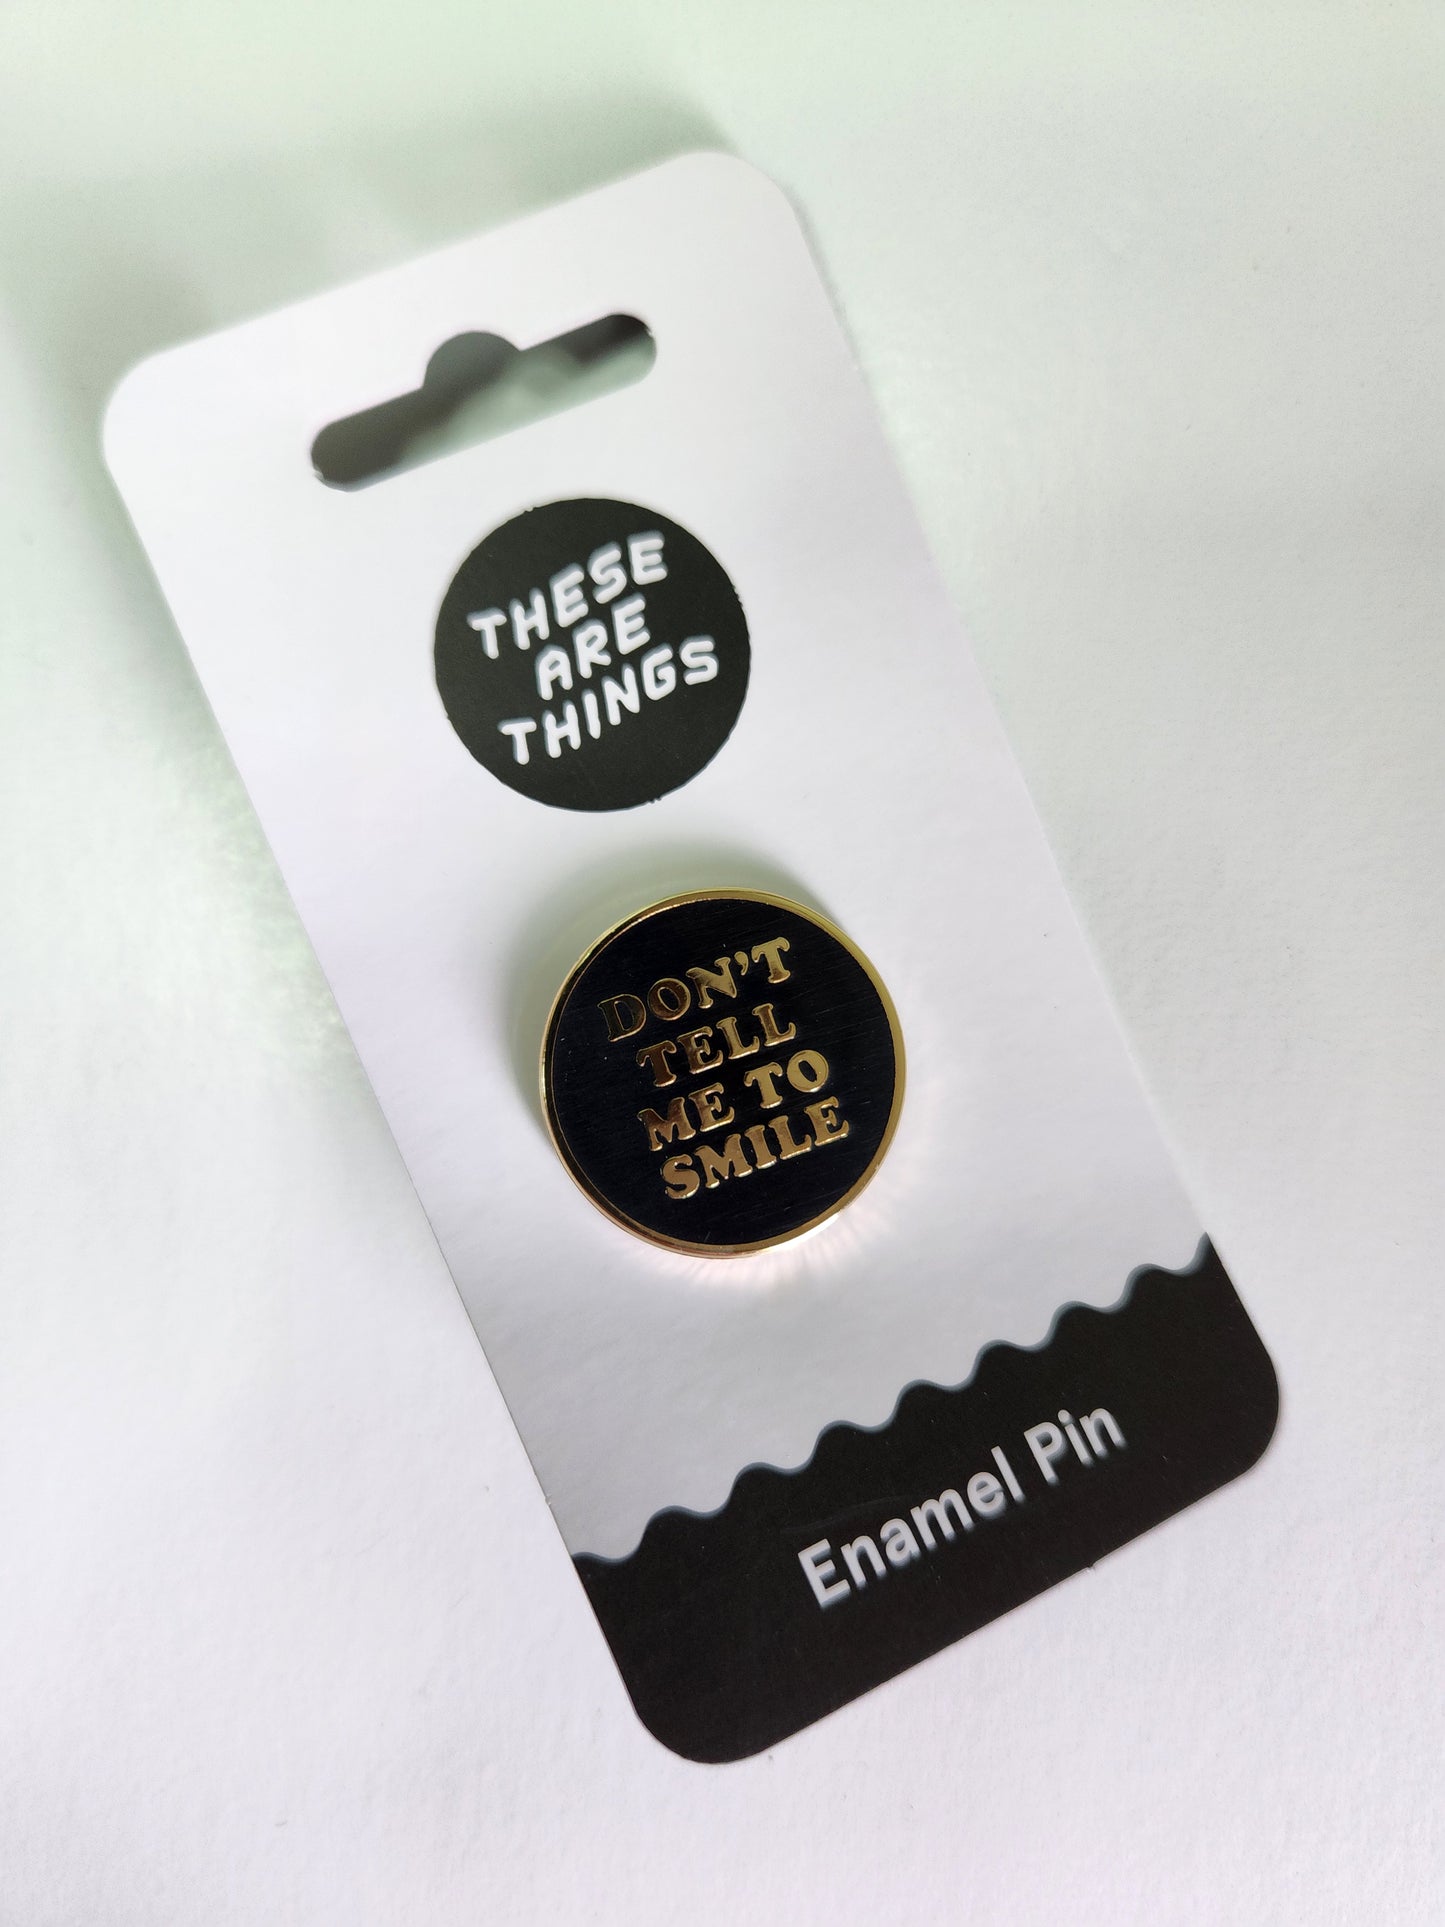 THESE
ARE
THINGS
DON'T
TELL
ME TO
SMILE
Enamel Pin